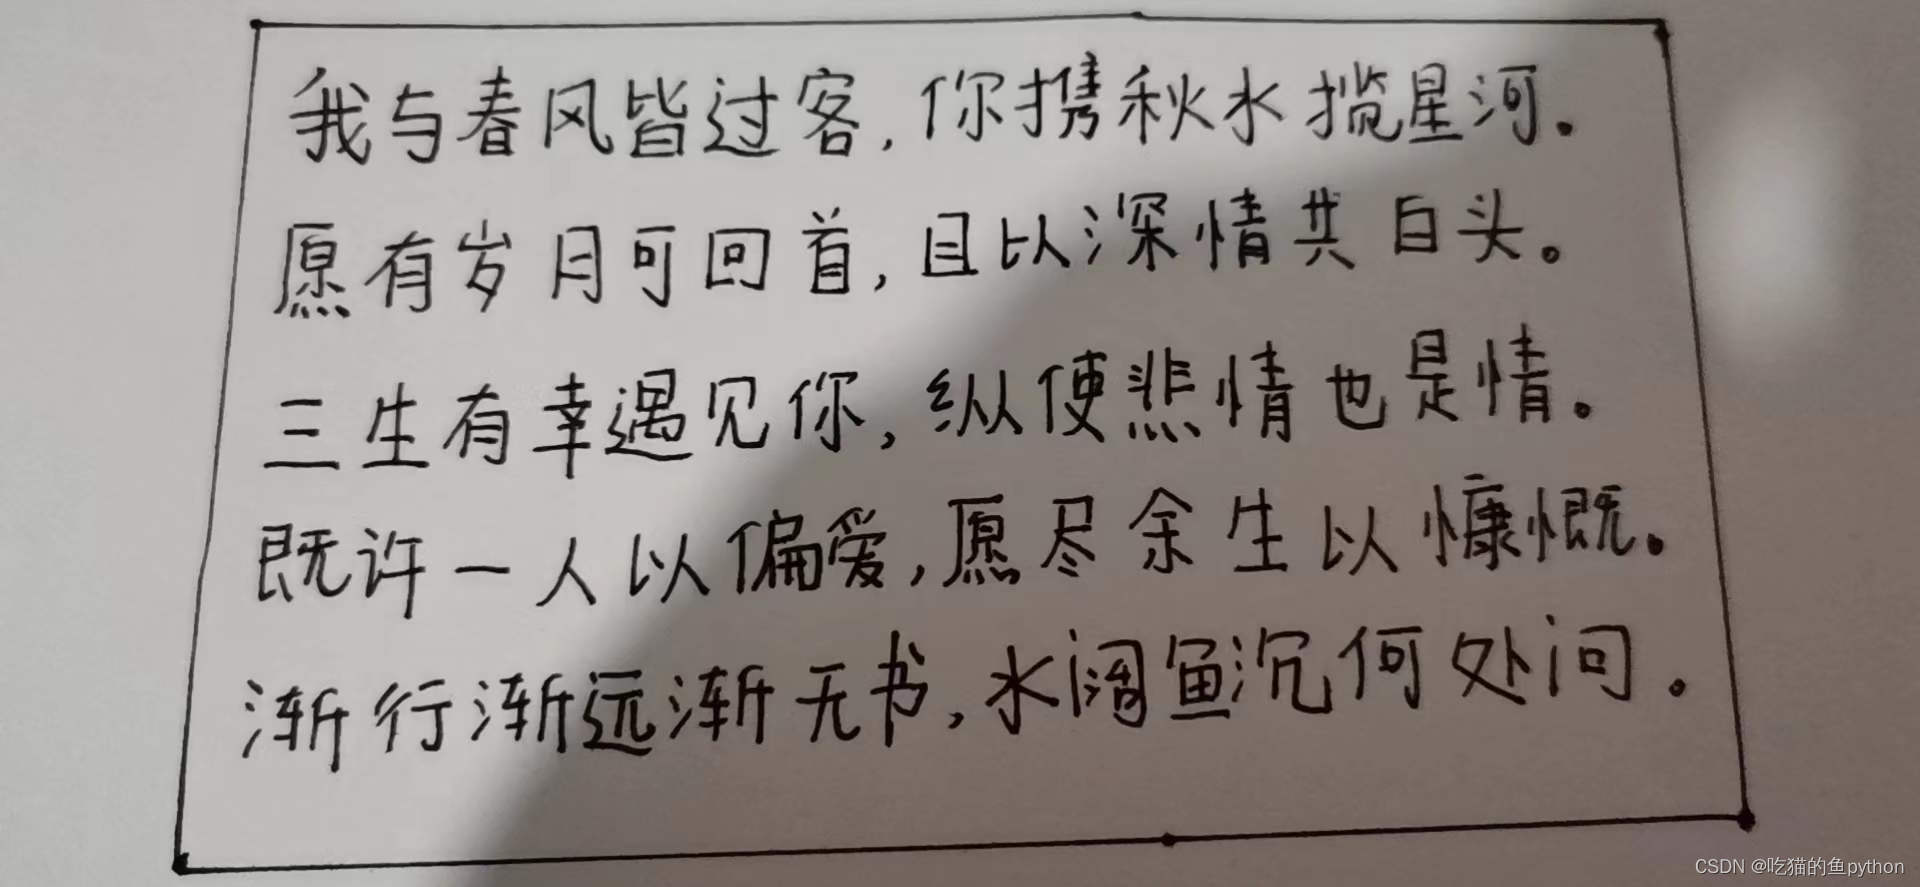 我与春风皆过客,你携秋水揽星河。
愿有岁月可回首,且以深情共白头。
三生有幸遇见你,纵使悲情也是情。
既许一人以偏爱,愿尽余生以慷慨。
渐行渐远渐无书,水阔鱼沉何处问。
CSDN @吃猫的鱼python